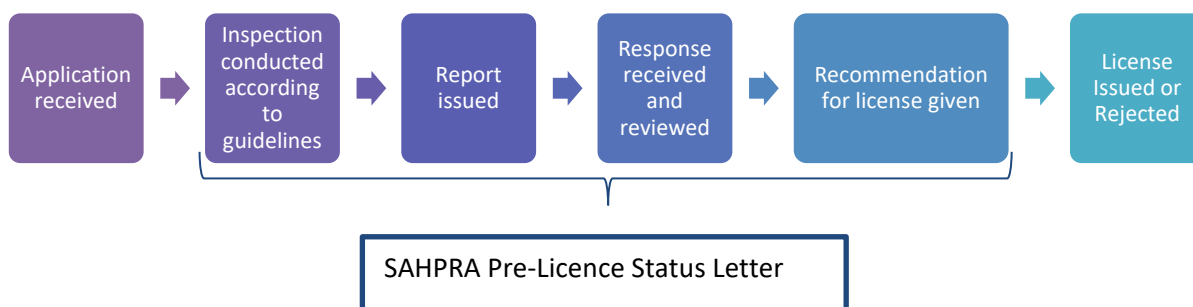 Application
received
Inspection
conducted
according
to
guidelines
Report
issued
Response
received
and
reviewed
Recommendation
for license given
License
Issued or
Rejected
SAHPRA Pre-Licence Status Letter